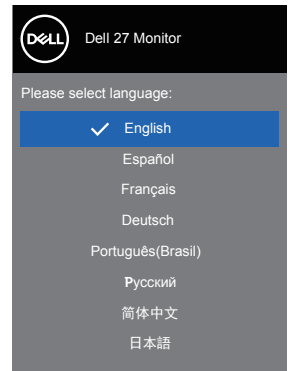 DELL Dell 27 Monitor
Please select language:
English
Español
Français
Deutsch
Português(Brasil)
Русский
简体中文
日本語